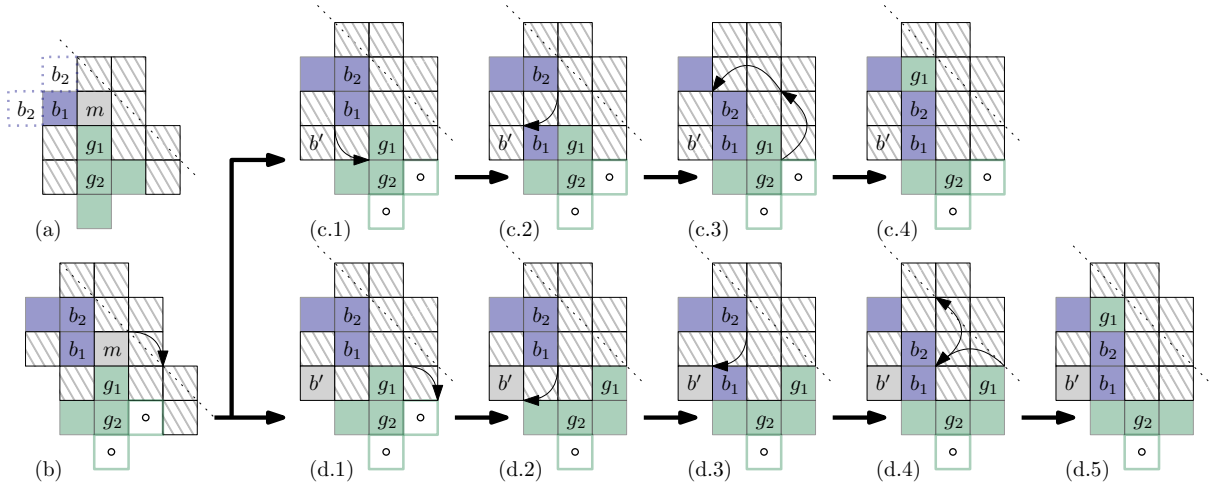 b₂
b₂ b₁ m
g₁
g₂
(a)
b₂
b₁ m
g₁
g₂
(b)
b₂
b₁
b′ g₁
g₂
(c.1)
b₂
b₁ g₁
g₂
(c.2)
b₂
b′ b₁ g₁
g₂
(c.3)
g₁
b₂
b′ b₁
g₂
(c.4)
b₂
b₁
b′ g₁
g₂
(d.1)
b₂
b₁
b′ g₁
g₂
(d.2)
b₂
b′ b₁ g₁
g₂
(d.3)
b₂
b′ b₁ g₁
g₂
(d.4)
g₁
b₂
b′ b₁
g₂
(d.5)